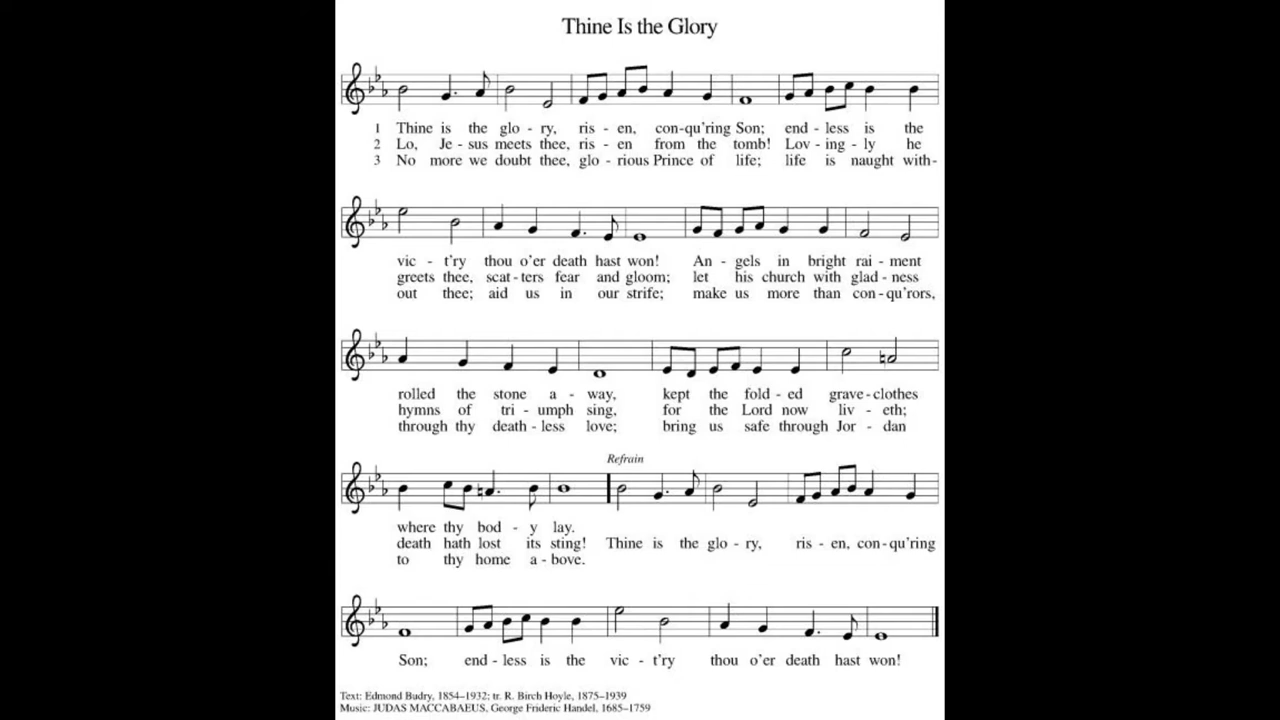 Thine Is the Glory
1 Thine is the glo - ry, ris - en, con-qu'ring Son; end - less is the
2 Lo, Je - sus meets thee, ris - en from the tomb! Lov - ing - ly he
3 No more we doubt thee, glo - rious Prince of life; life is naught with-
vic - t'ry thou o'er death hast won! An - gels in bright rai - ment
greets thee, scat - ters fear and gloom; let his church with glad - ness
out thee; aid us in our strife; make us more than con - qu'rors,
rolled the stone a - way, kept the fold - ed grave - clothes
hymns of tri - umph sing, for the Lord now liv - eth;
through thy death - less love; bring us safe through Jor - dan
Refrain
where thy bod - y lay.
death hath lost its sting! Thine is the glo - ry, ris - en, con - qu'ring
to thy home a - bove.
Son; end - less is the vic - t'ry thou o'er death hast won!
Text: Edmond Budry, 1854–1932; tr. R. Birch Hoyle, 1875–1939
Music: JUDAS MACCABAEUS, George Frideric Handel, 1685–1759